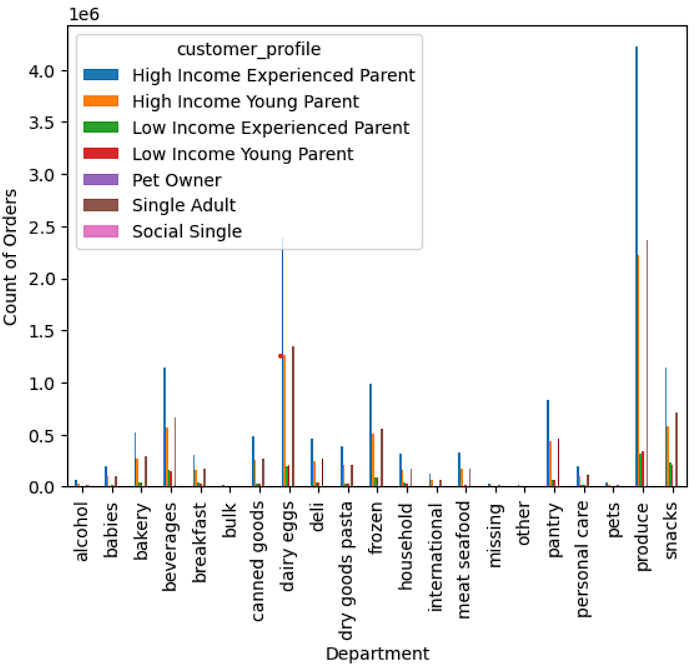 1e6
customer_profile
High Income Experienced Parent
High Income Young Parent
Low Income Experienced Parent
Low Income Young Parent
Pet Owner
Single Adult
Social Single
4.0
3.5
3.0
2.5
2.0
1.5
1.0
0.5
0.0
Count of Orders
alcohol
babies
bakery
beverages
breakfast
bulk
canned goods
dairy eggs
deli
dry goods pasta
frozen
household
international
meat seafood
missing
other
pantry
personal care
pets
produce
snacks
Department